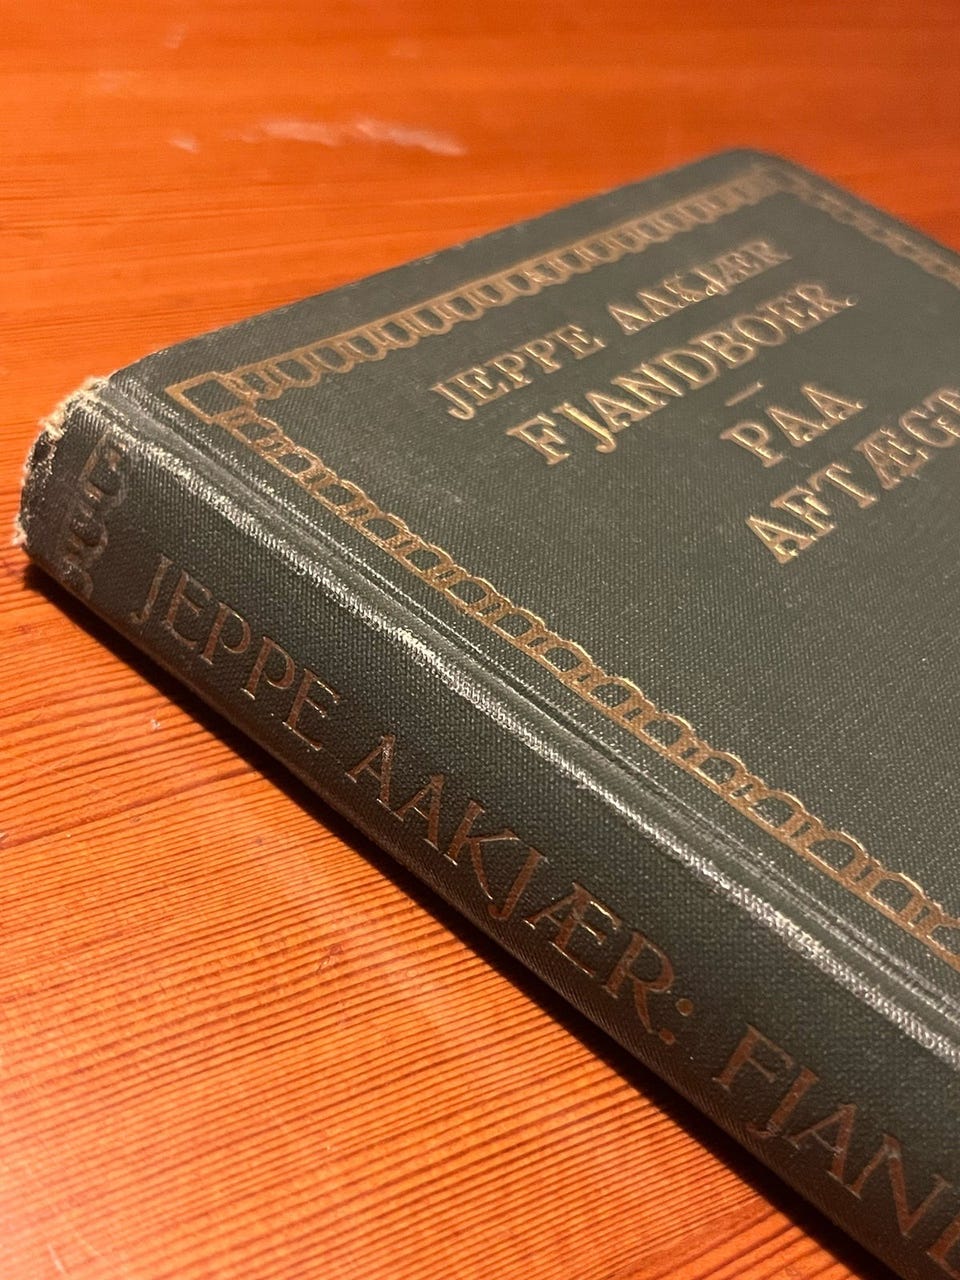 JEPPE AAKJÆR
FJANDBOER
—
PAA
AFTÆGT
JEPPE AAKJÆR: FJAN